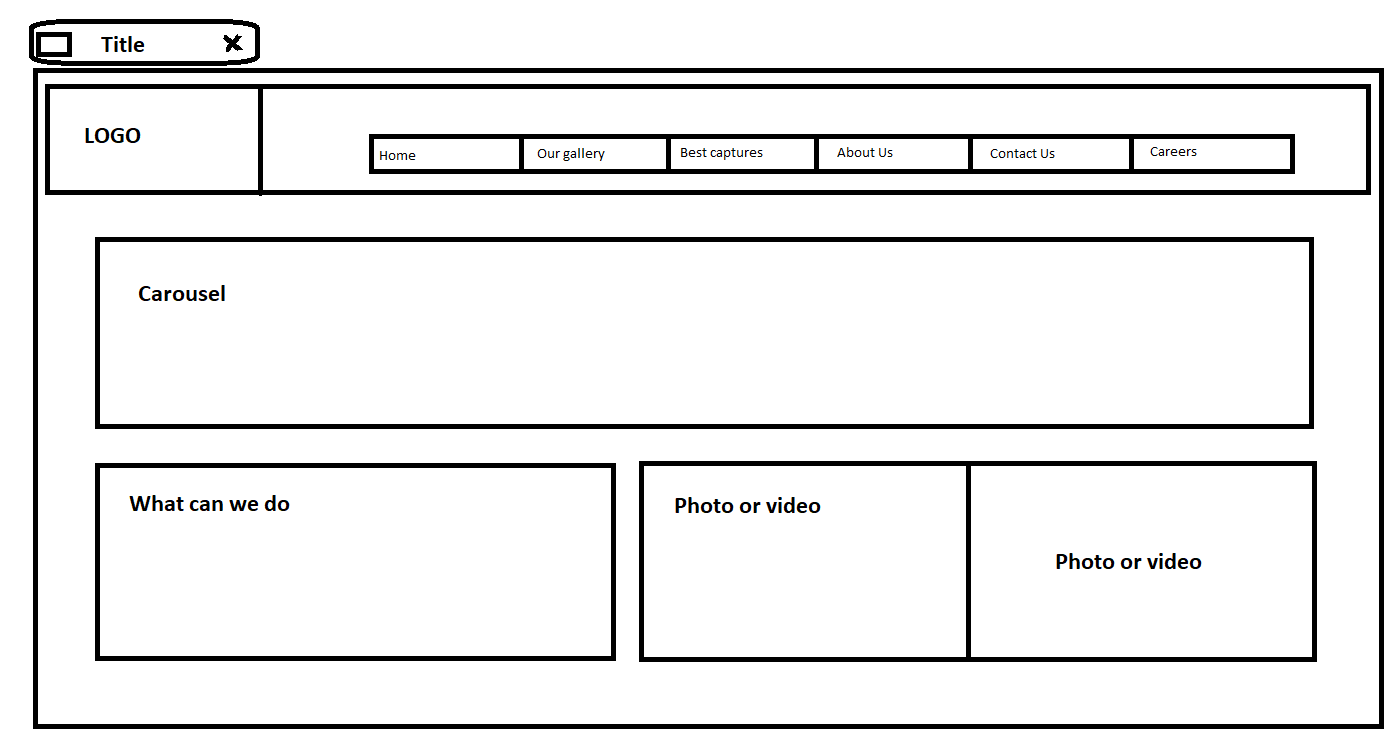 Title
LOGO
Home
Our gallery
Best captures
About Us
Contact Us
Careers
Carousel
What can we do
Photo or video
Photo or video